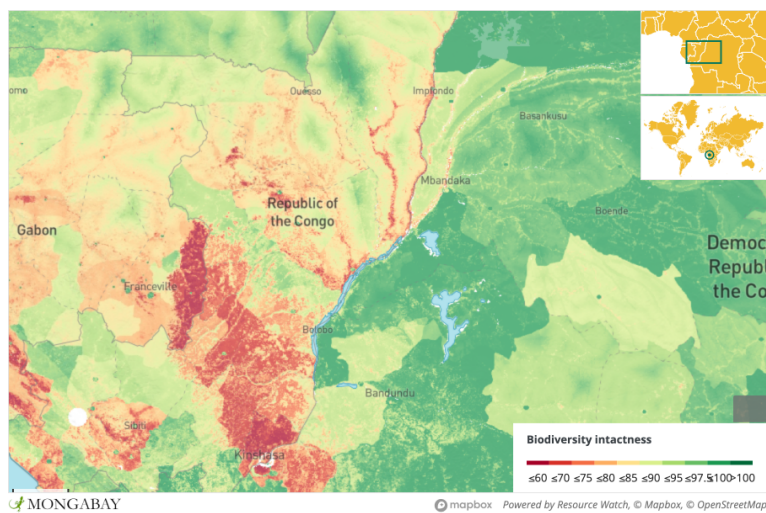 ome
Ouesso
Impfondo
Basankusu
Mbandaka
Republic of
the Congo
Boende
Gabon
Democ
Republ
the Co
Franceville
Bolobo
Bandundu
Sibiti
Kinshasa
Biodiversity intactness
≤60 ≤70 ≤75 ≤80 ≤85 ≤90 ≤95 ≤97.5 ≤100 >100
MONGABAY
mapbox Powered by Resource Watch, © Mapbox, © OpenStreetMap